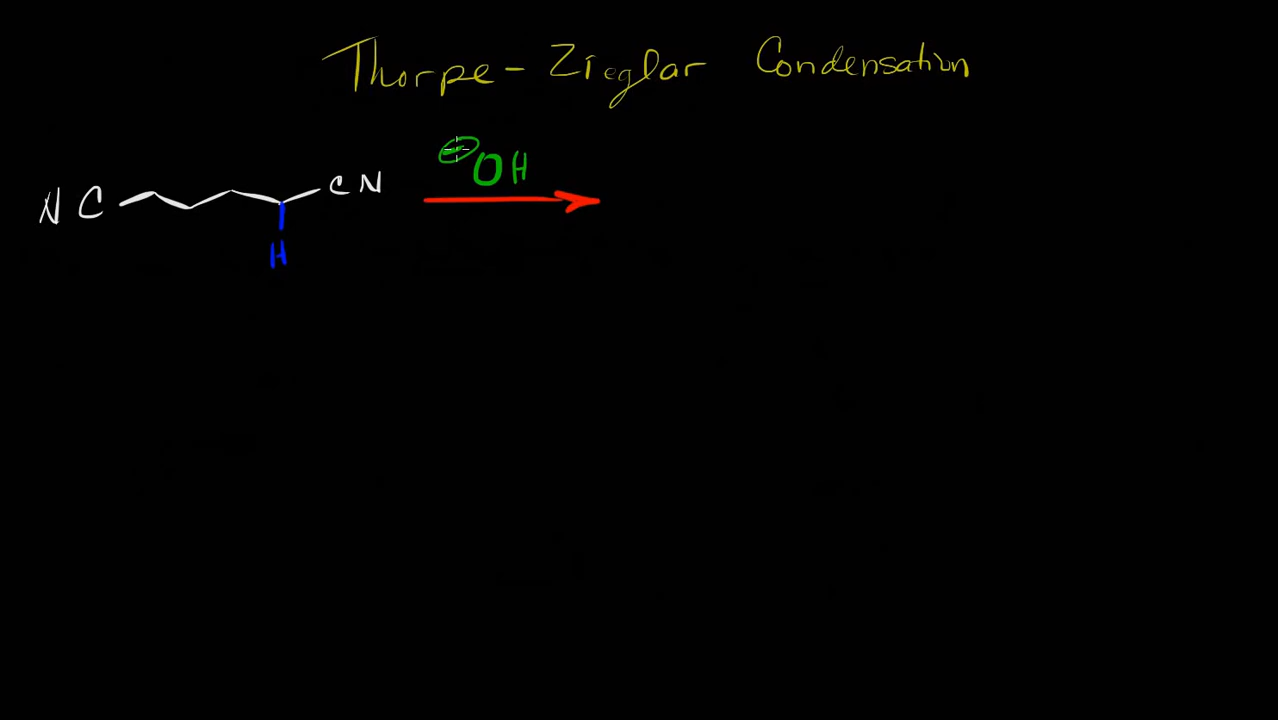 Thorpe-Zieglar Condensation
⊖OH
NC CN
H